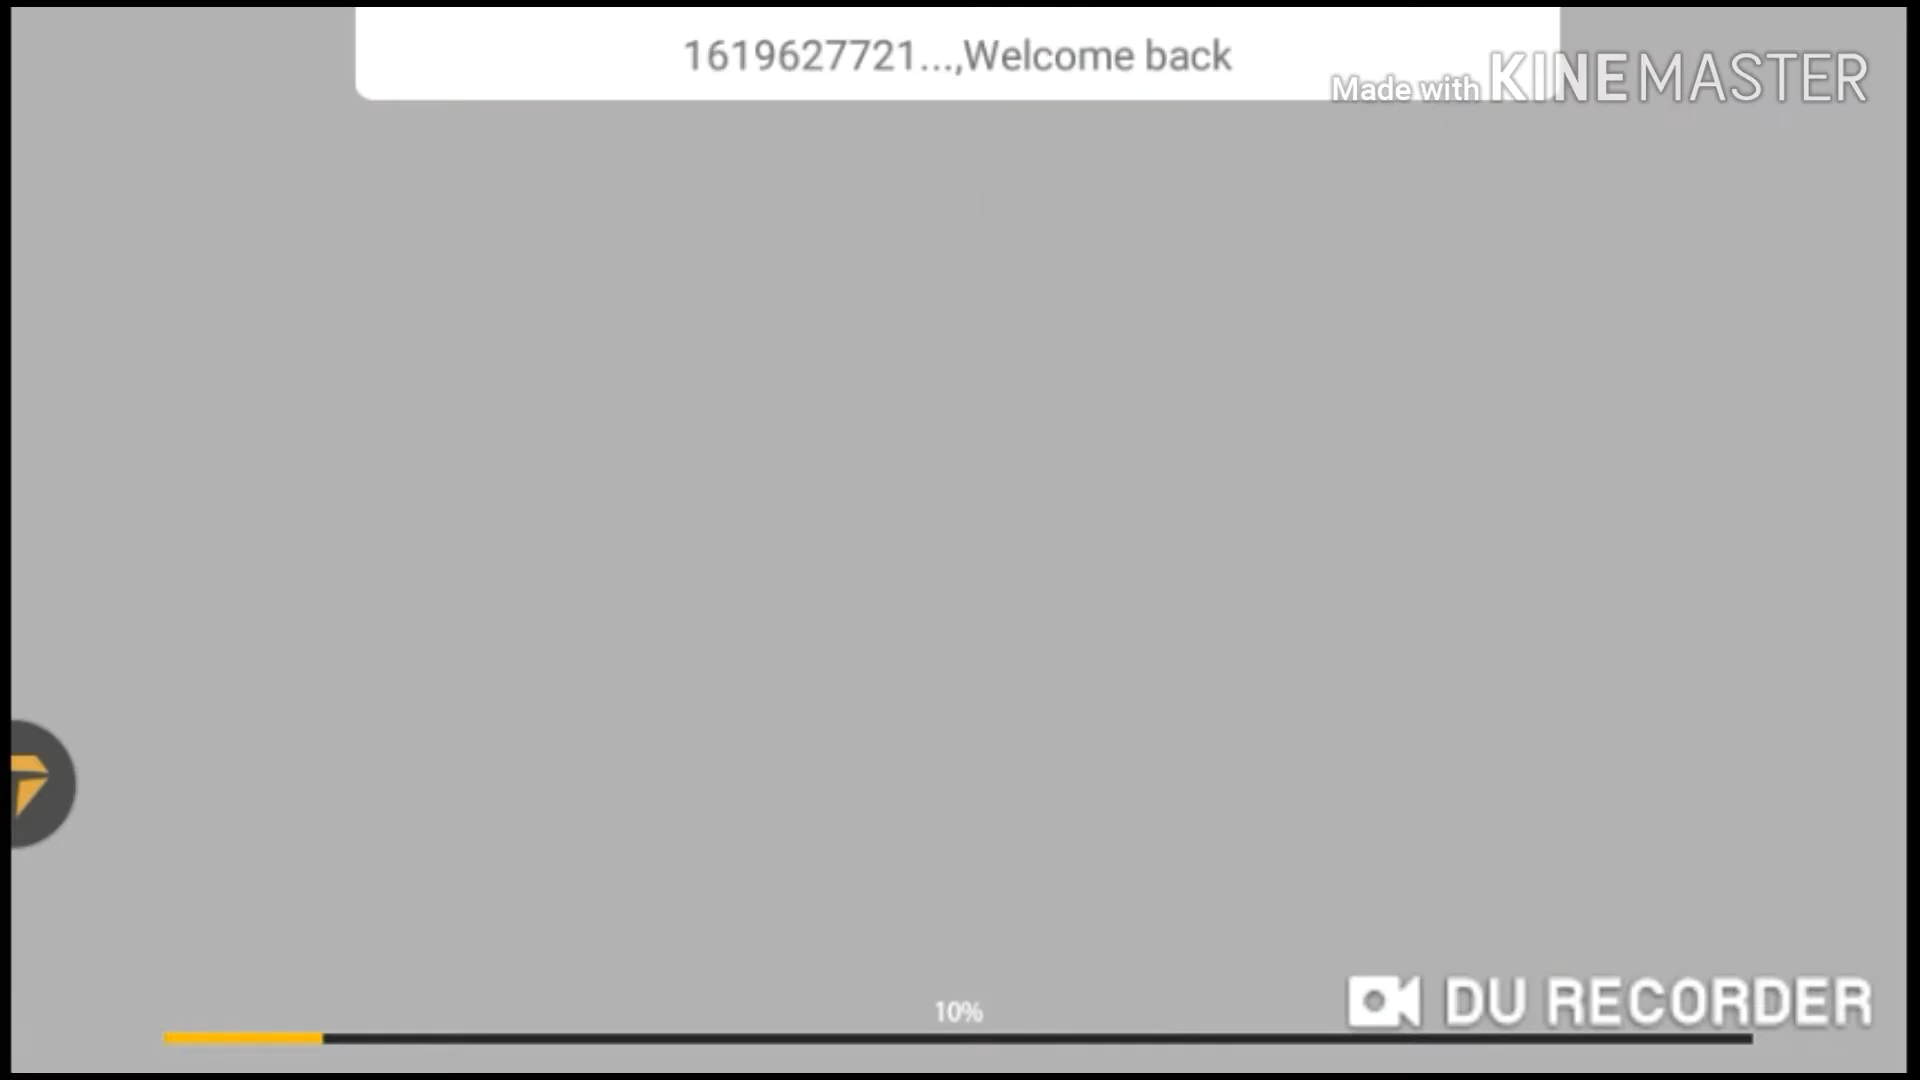 1619627721...,Welcome back
Made with KINEMASTER
10%
DU RECORDER